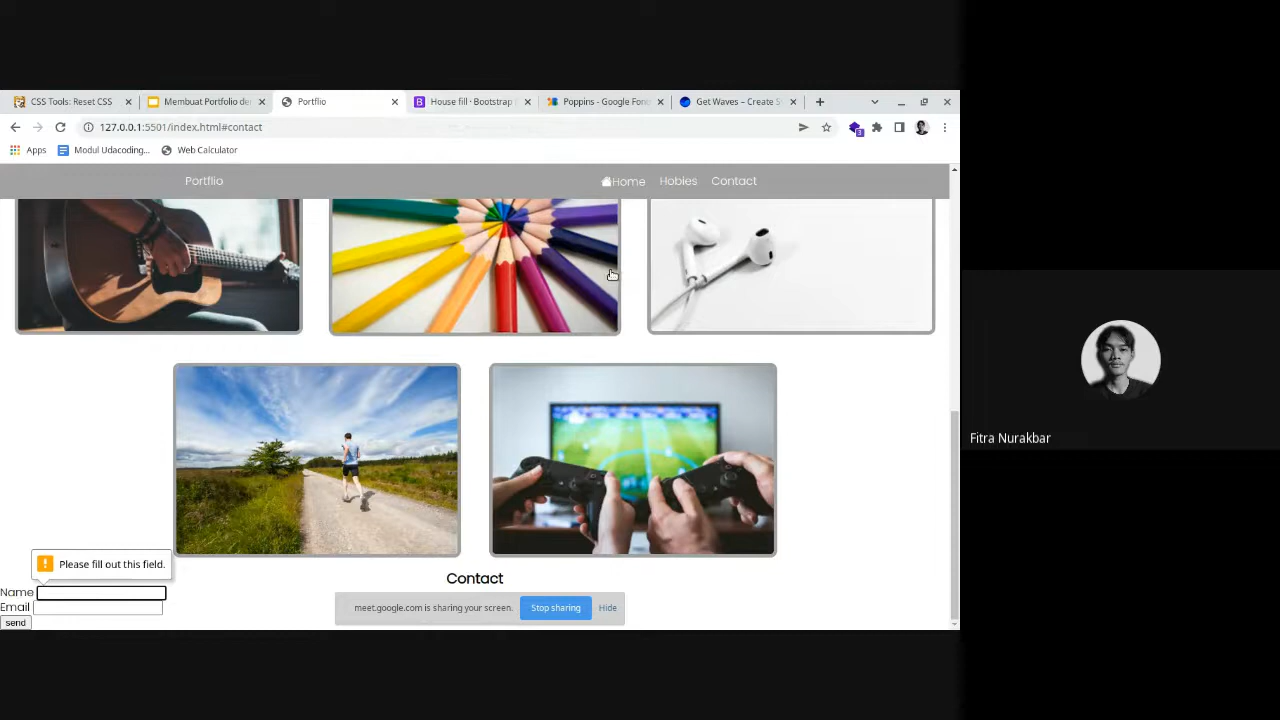 CSS Tools: Reset CSS
Membuat Portfolio de
Portflio
House fill · Bootstrap
Poppins - Google Fon
Get Waves – Create S
127.0.0.1:5501/index.html#contact
3
Apps
Modul Udacoding...
Web Calculator
Portflio
Home
Hobies
Contact
Please fill out this field.
Contact
Name
Email
send
meet.google.com is sharing your screen.
Stop sharing
Hide
Fitra Nurakbar